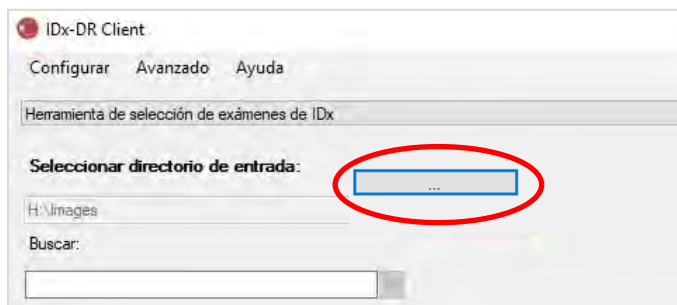 IDx-DR Client
Configurar Avanzado Ayuda
Herramienta de selección de exámenes de IDx
Seleccionar directorio de entrada:
...
H:\Images
Buscar: